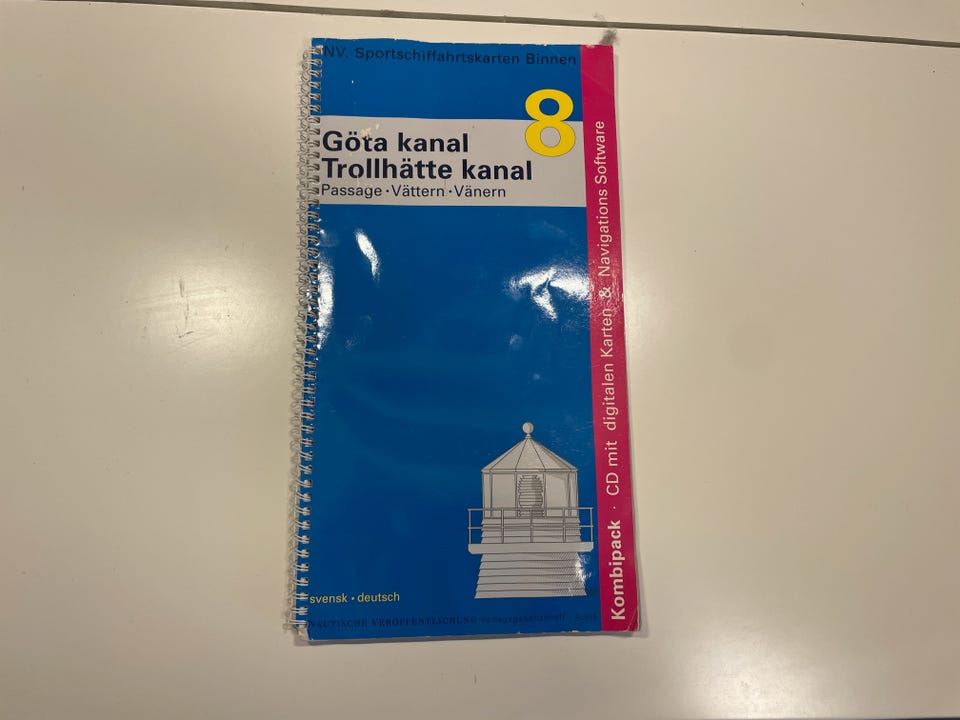 NV. Sportschiffahrtskarten Binnen
8
Göta kanal
Trollhätte kanal
Passage · Vättern · Vänern
Kombipack · CD mit digitalen Karten & Navigations Software
svensk · deutsch
NAUTISCHE VERÖFFENTLICHUNG Verlagsgesellschaft